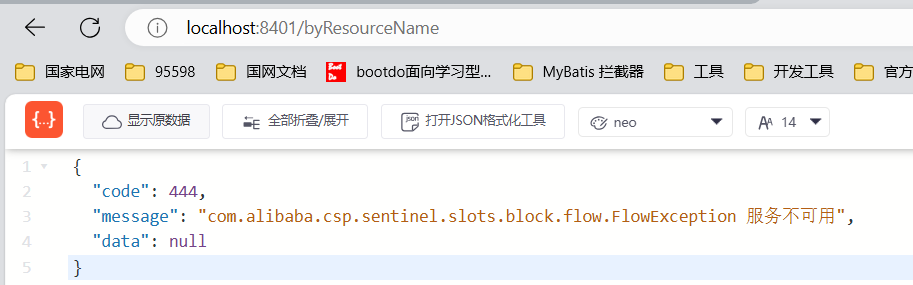 localhost:8401/byResourceName
国家电网 95598 国网文档 Boot Do bootdo面向学习型... MyBatis 拦截器 工具 开发工具 官方
{...} 显示原数据 全部折叠/展开 json 打开JSON格式化工具 neo AA 14
1 {
2 "code": 444,
3 "message": "com.alibaba.csp.sentinel.slots.block.flow.FlowException 服务不可用",
4 "data": null
5 }